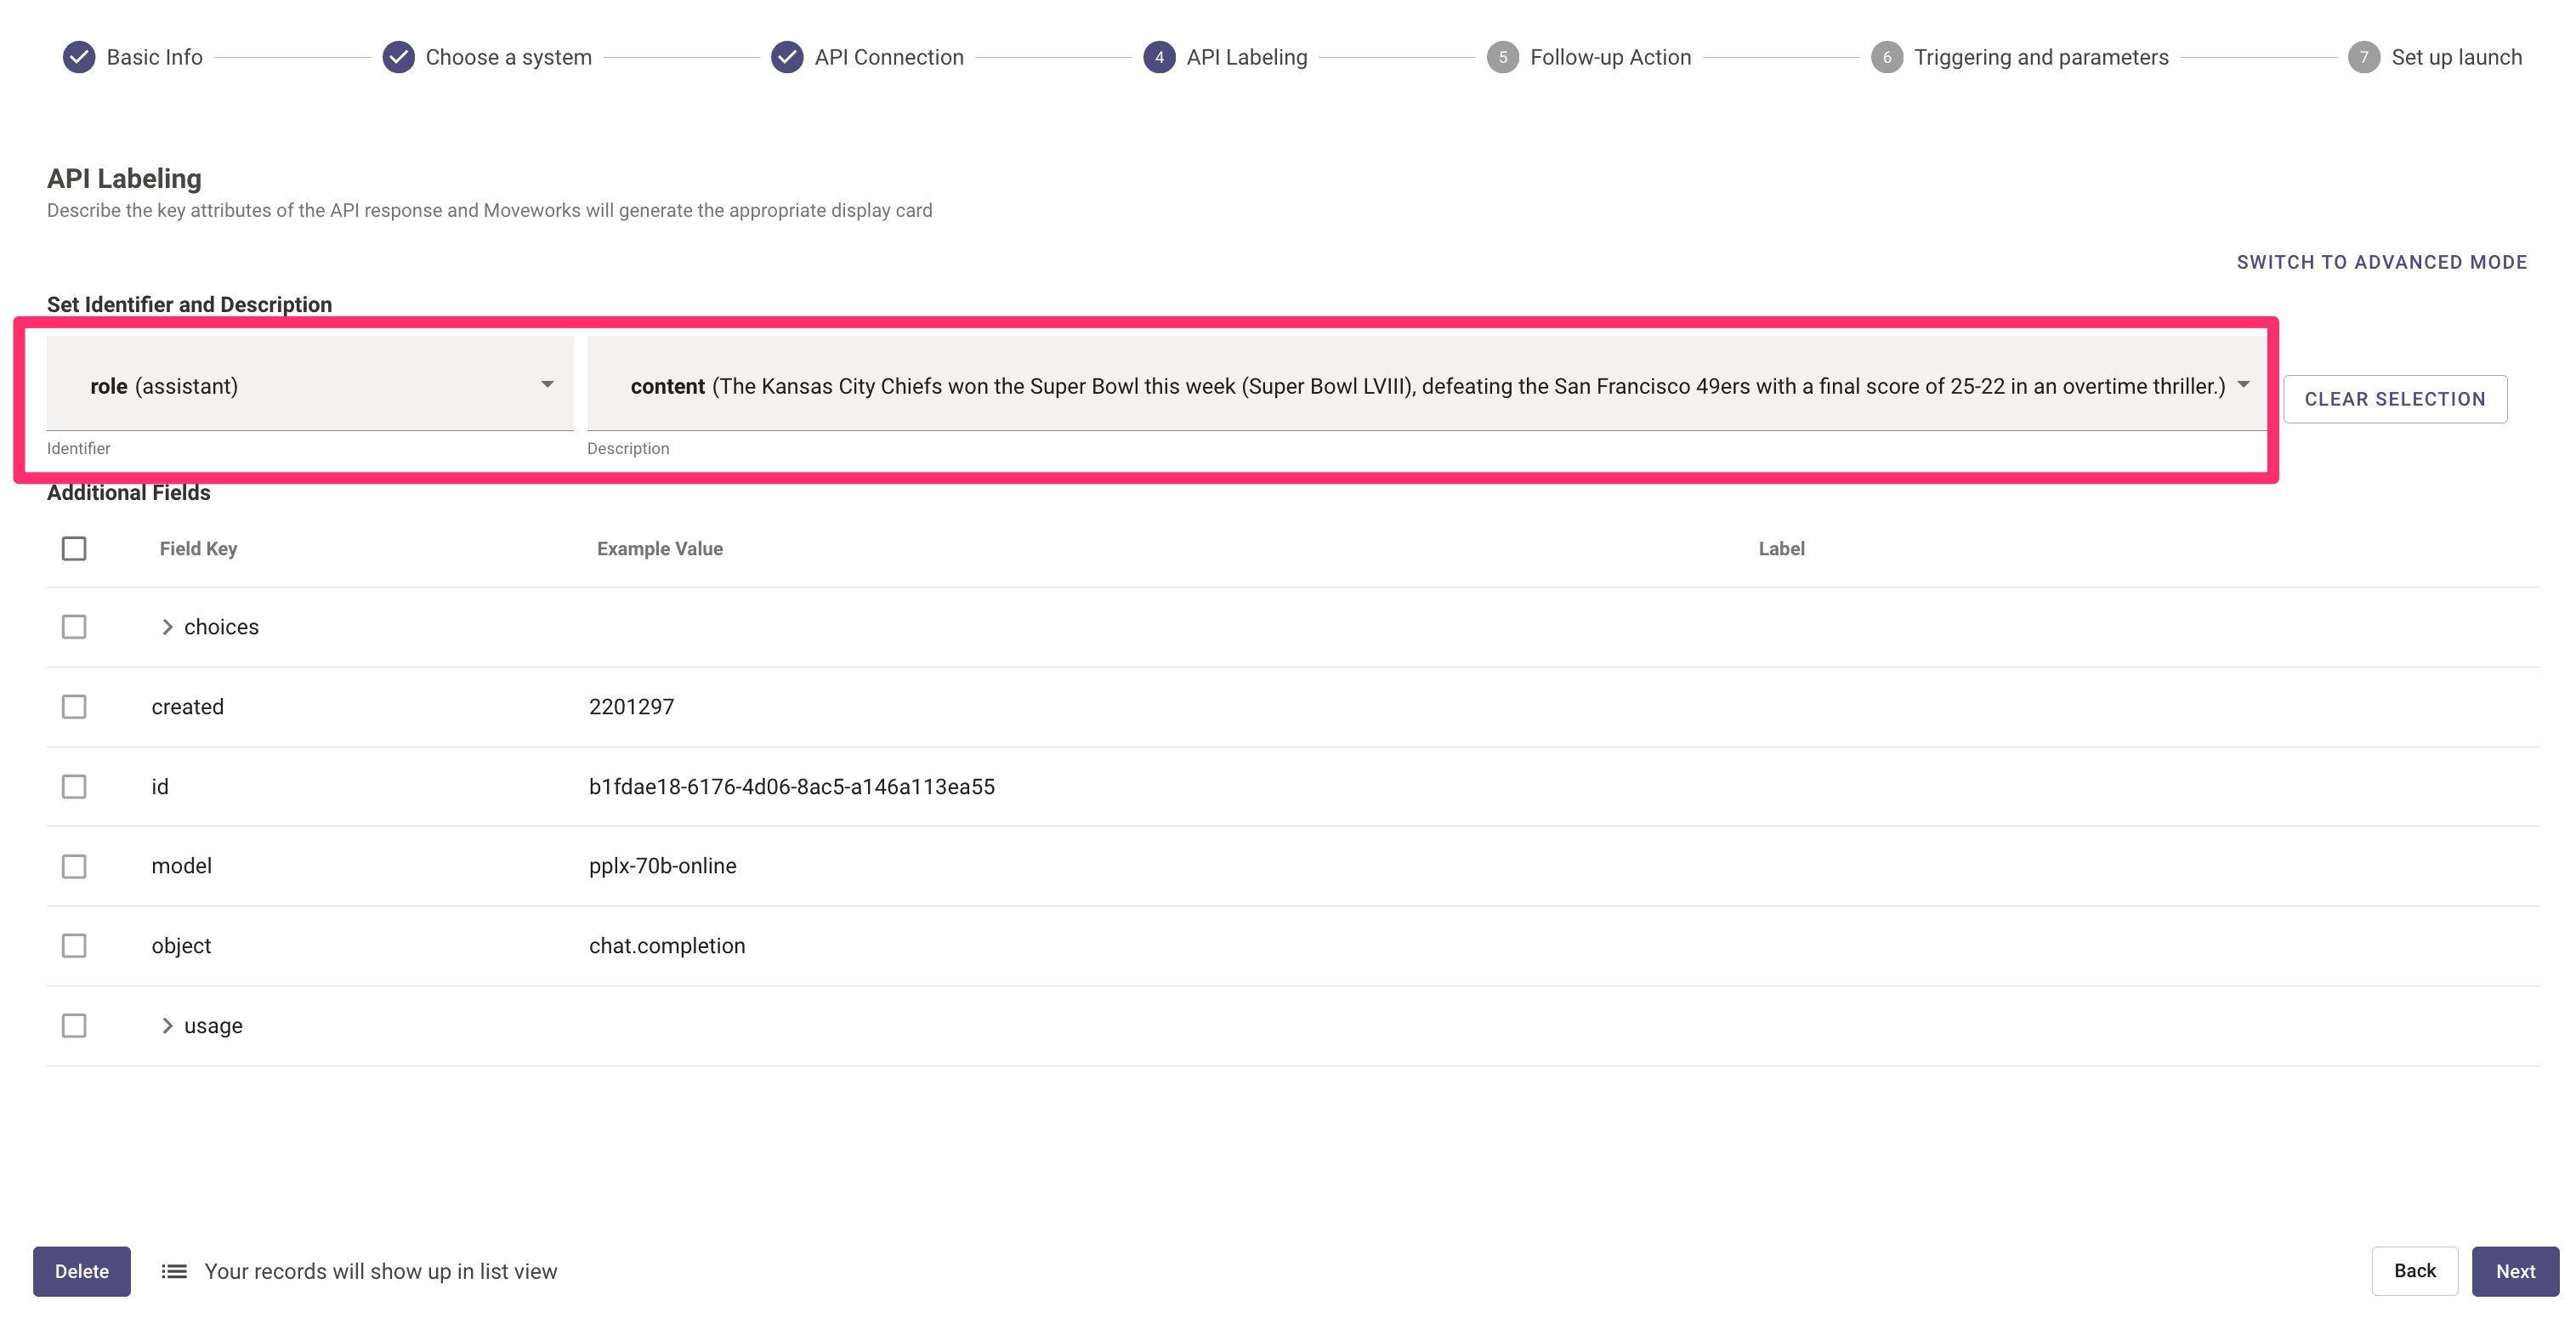 Basic Info
Choose a system
API Connection
4 API Labeling
5 Follow-up Action
6 Triggering and parameters
7 Set up launch
API Labeling
Describe the key attributes of the API response and Moveworks will generate the appropriate display card
SWITCH TO ADVANCED MODE
Set Identifier and Description
role (assistant)
content (The Kansas City Chiefs won the Super Bowl this week (Super Bowl LVIII), defeating the San Francisco 49ers with a final score of 25-22 in an overtime thriller.)
CLEAR SELECTION
Identifier
Description
Additional Fields
Field Key Example Value Label
choices
created 2201297
id b1fdae18-6176-4d06-8ac5-a146a113ea55
model pplx-70b-online
object chat.completion
usage
Delete
Your records will show up in list view
Back
Next